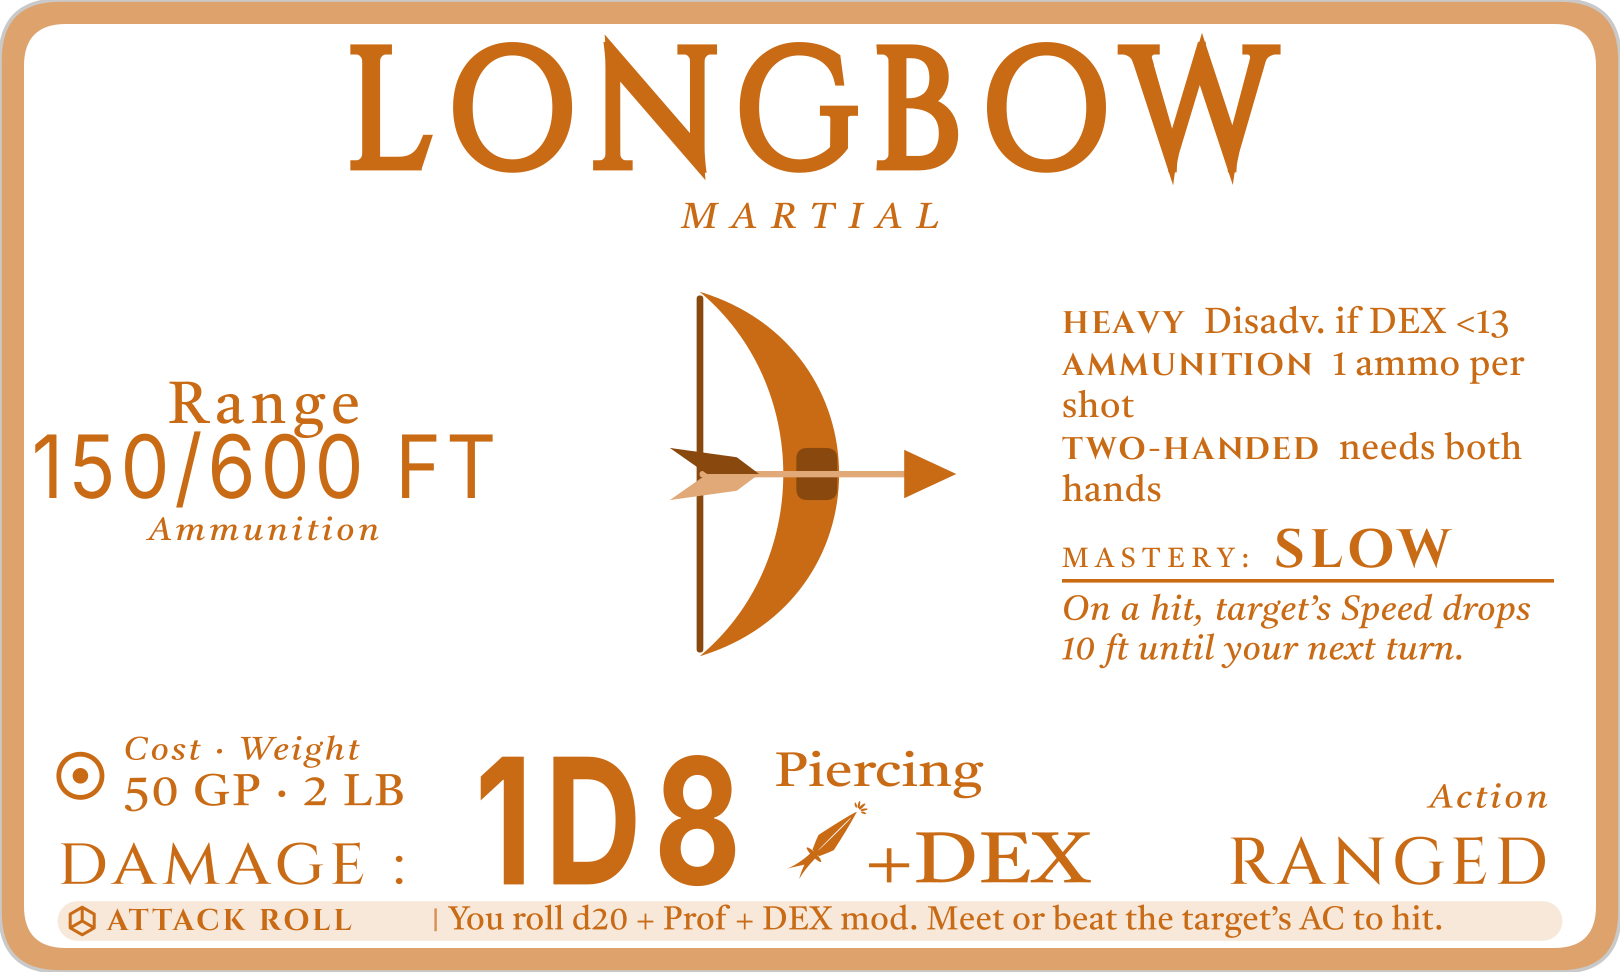 LONGBOW
MARTIAL
Range
150/600 FT
Ammunition
HEAVY Disadv. if DEX <13
AMMUNITION 1 ammo per
shot
TWO-HANDED needs both
hands
MASTERY: SLOW
On a hit, target’s Speed drops
10 ft until your next turn.
Cost · Weight
50 GP · 2 LB
DAMAGE :
1D8
Piercing
+DEX
Action
RANGED
ATTACK ROLL | You roll d20 + Prof + DEX mod. Meet or beat the target’s AC to hit.